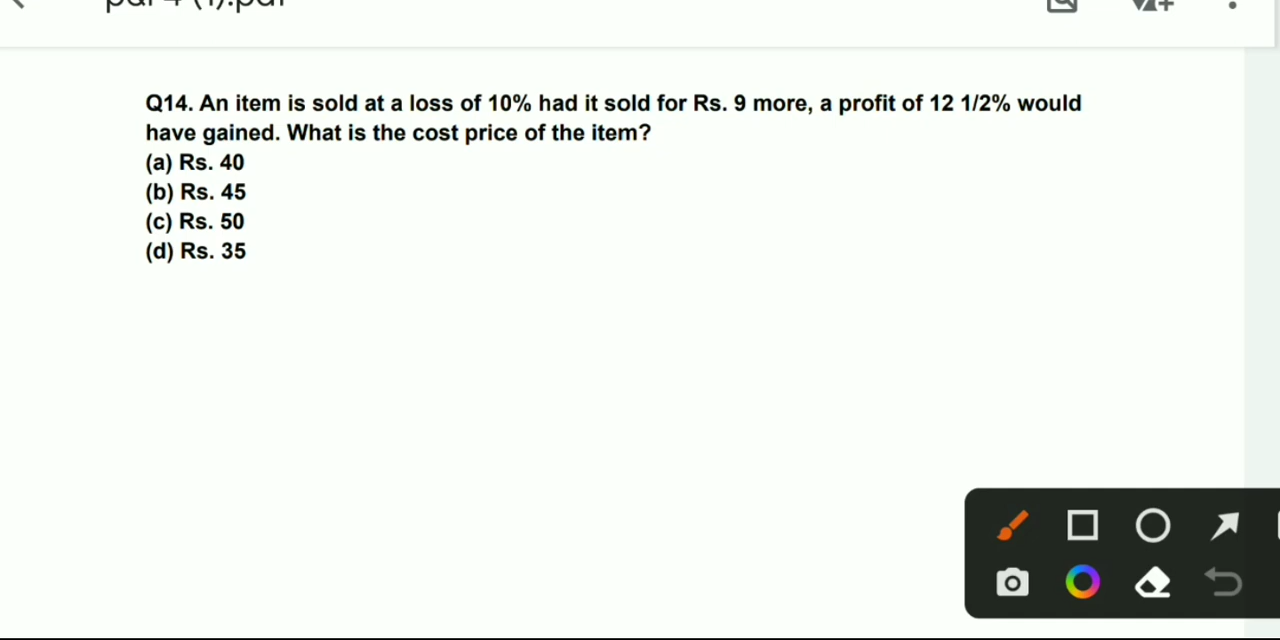 Q14. An item is sold at a loss of 10% had it sold for Rs. 9 more, a profit of 12 1/2% would
have gained. What is the cost price of the item?
(a) Rs. 40
(b) Rs. 45
(c) Rs. 50
(d) Rs. 35